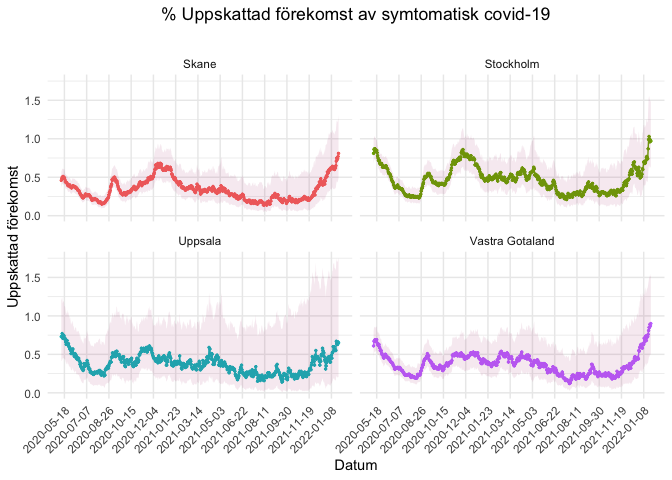 % Uppskattad förekomst av symtomatisk covid-19
Skane
Stockholm
1.5
1.0
0.5
0.0
Uppsala
Vastra Gotaland
1.5
1.0
0.5
0.0
Uppskattad förekomst
2020-05-18 2020-07-07 2020-08-26 2020-10-15 2020-12-04 2021-01-23 2021-03-14 2021-05-03 2021-06-22 2021-08-11 2021-09-30 2021-11-19 2022-01-08
2020-05-18 2020-07-07 2020-08-26 2020-10-15 2020-12-04 2021-01-23 2021-03-14 2021-05-03 2021-06-22 2021-08-11 2021-09-30 2021-11-19 2022-01-08
Datum